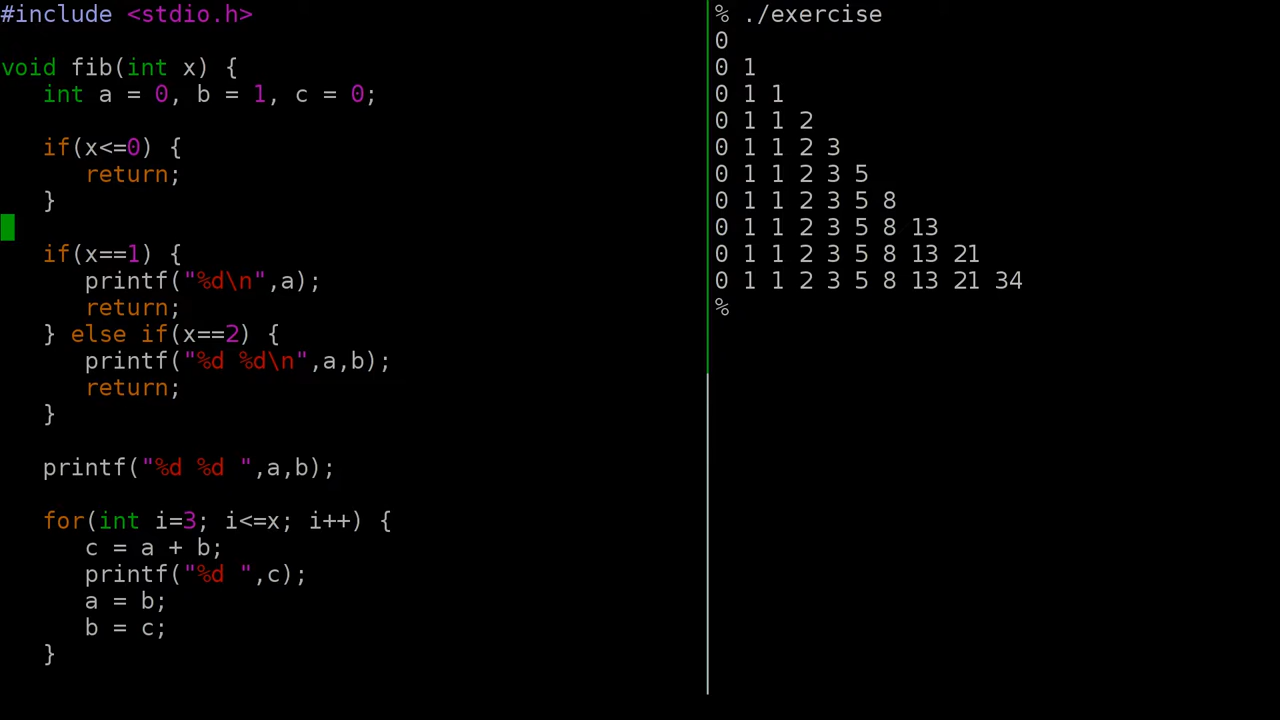 #include <stdio.h>
void fib(int x) {
   int a = 0, b = 1, c = 0;
   if(x<=0) {
      return;
   }
   if(x==1) {
      printf("%d\n",a);
      return;
   } else if(x==2) {
      printf("%d %d\n",a,b);
      return;
   }
   printf("%d %d ",a,b);
   for(int i=3; i<=x; i++) {
      c = a + b;
      printf("%d ",c);
      a = b;
      b = c;
   }
% ./exercise
0
0 1
0 1 1
0 1 1 2
0 1 1 2 3
0 1 1 2 3 5
0 1 1 2 3 5 8
0 1 1 2 3 5 8 13
0 1 1 2 3 5 8 13 21
0 1 1 2 3 5 8 13 21 34
%